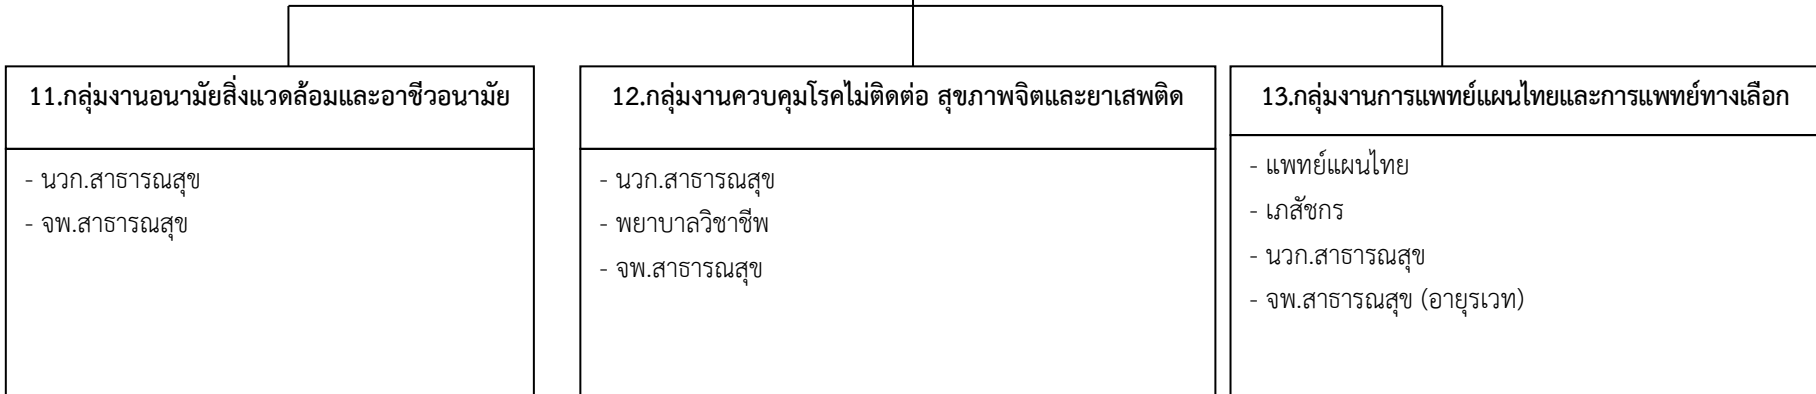 11.กลุ่มงานอนามัยสิ่งแวดล้อมและอาชีวอนามัย
- นวก.สาธารณสุข
- จพ.สาธารณสุข
12.กลุ่มงานควบคุมโรคไม่ติดต่อ สุขภาพจิตและยาเสพติด
- นวก.สาธารณสุข
- พยาบาลวิชาชีพ
- จพ.สาธารณสุข
13.กลุ่มงานการแพทย์แผนไทยและการแพทย์ทางเลือก
- แพทย์แผนไทย
- เภสัชกร
- นวก.สาธารณสุข
- จพ.สาธารณสุข (อายุรเวท)